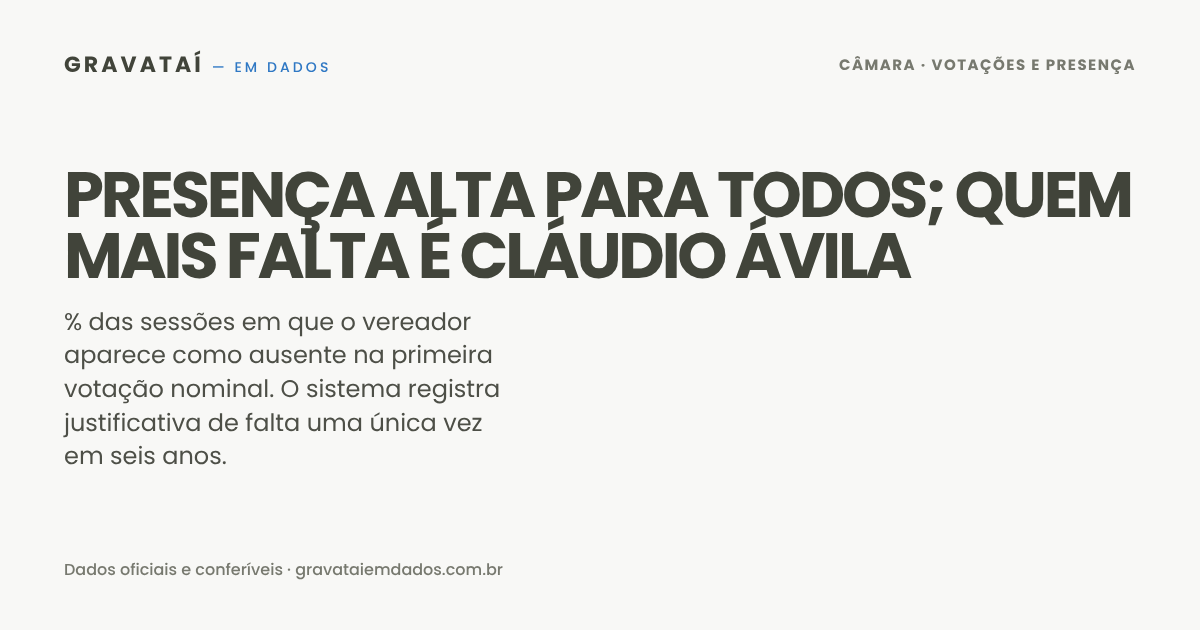 GRAVATAÍ — EM DADOS
CÂMARA · VOTAÇÕES E PRESENÇA
PRESENÇA ALTA PARA TODOS; QUEM
MAIS FALTA É CLÁUDIO ÁVILA
% das sessões em que o vereador
aparece como ausente na primeira
votação nominal. O sistema registra
justificativa de falta uma única vez
em seis anos.
Dados oficiais e conferíveis · gravataiemdados.com.br